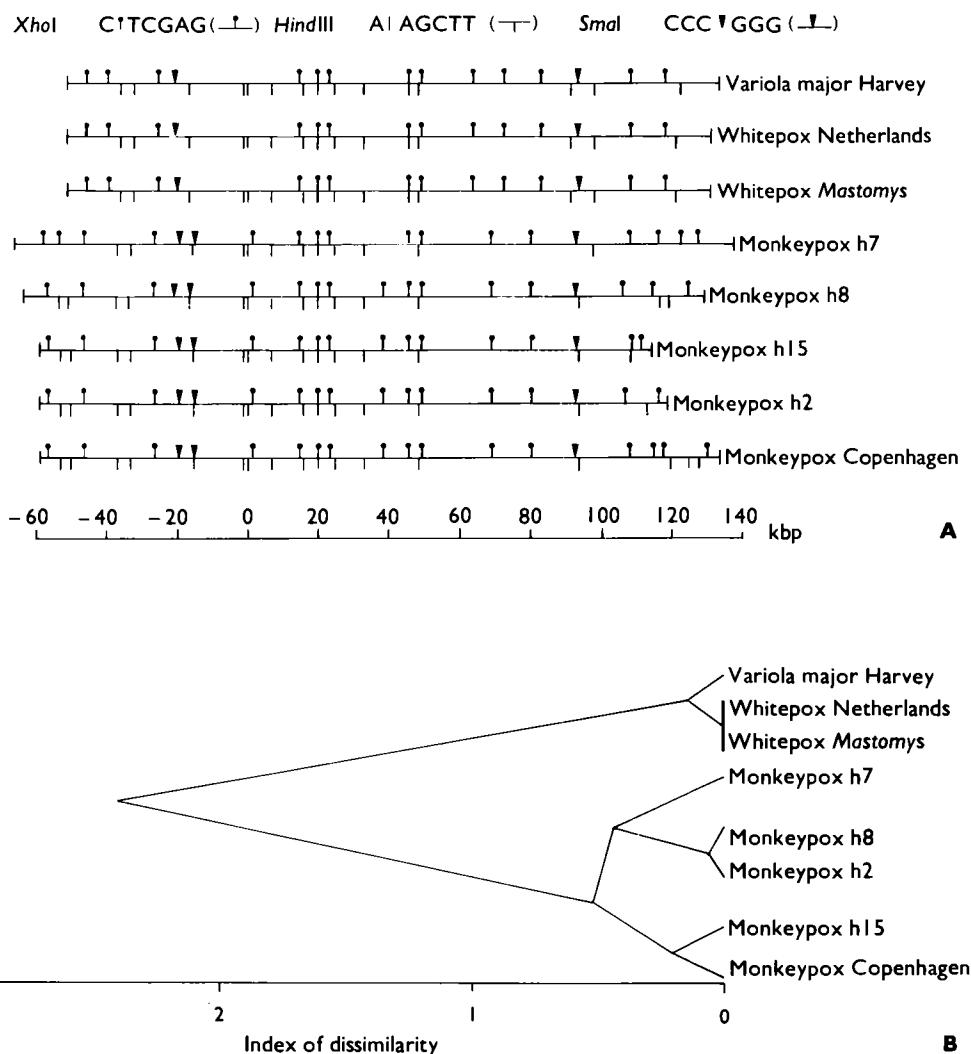 XhoI C↑TCGAG( ) HindIII A| AGCTT ( ) SmaI CCC▼GGG( )
Variola major Harvey
Whitepox Netherlands
Whitepox Mastomys
Monkeypox h7
Monkeypox h8
Monkeypox h15
Monkeypox h2
Monkeypox Copenhagen
−60 −40 −20 0 20 40 60 80 100 120 140 kbp
A
Variola major Harvey
Whitepox Netherlands
Whitepox Mastomys
Monkeypox h7
Monkeypox h8
Monkeypox h2
Monkeypox h15
Monkeypox Copenhagen
2 1 0
Index of dissimilarity
B